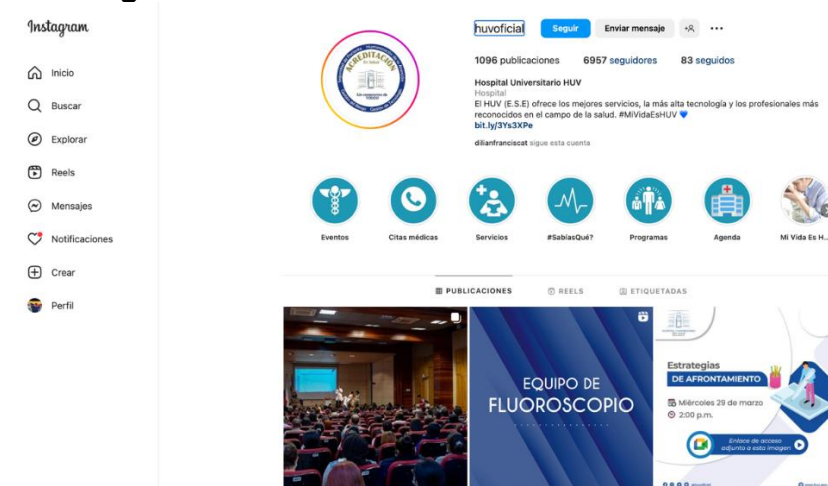 Instagram
Inicio
Buscar
Explorar
Reels
Mensajes
Notificaciones
Crear
Perfil
huvoficial Seguir Enviar mensaje
1096 publicaciones 6957 seguidores 83 seguidos
Hospital Universitario HUV
Hospital
El HUV (E.S.E) ofrece los mejores servicios, la más alta tecnología y los profesionales más
reconocidos en el campo de la salud. #MiVidaEsHUV
bit.ly/3Ys3XPe
dilianfranciscat sigue esta cuenta
ACREDITACIÓN
En Salud
Eventos Citas médicas Servicios #SabíasQué? Programas Agenda Mi Vida Es H...
PUBLICACIONES REELS ETIQUETADAS
EQUIPO DE
FLUOROSCOPIO
Estrategias
DE AFRONTAMIENTO
Miércoles 29 de marzo
2:00 p.m.
Enlace de acceso
adjunto a esta imagen